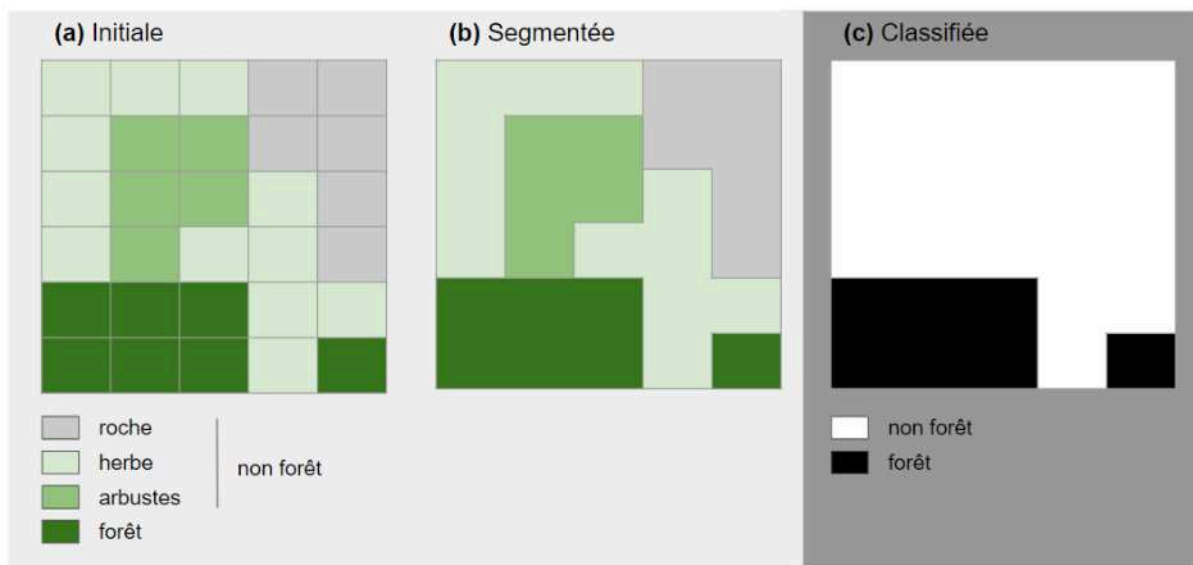 (a) Initiale
(b) Segmentée
(c) Classifiée
roche
herbe
arbustes
forêt
non forêt
non forêt
forêt